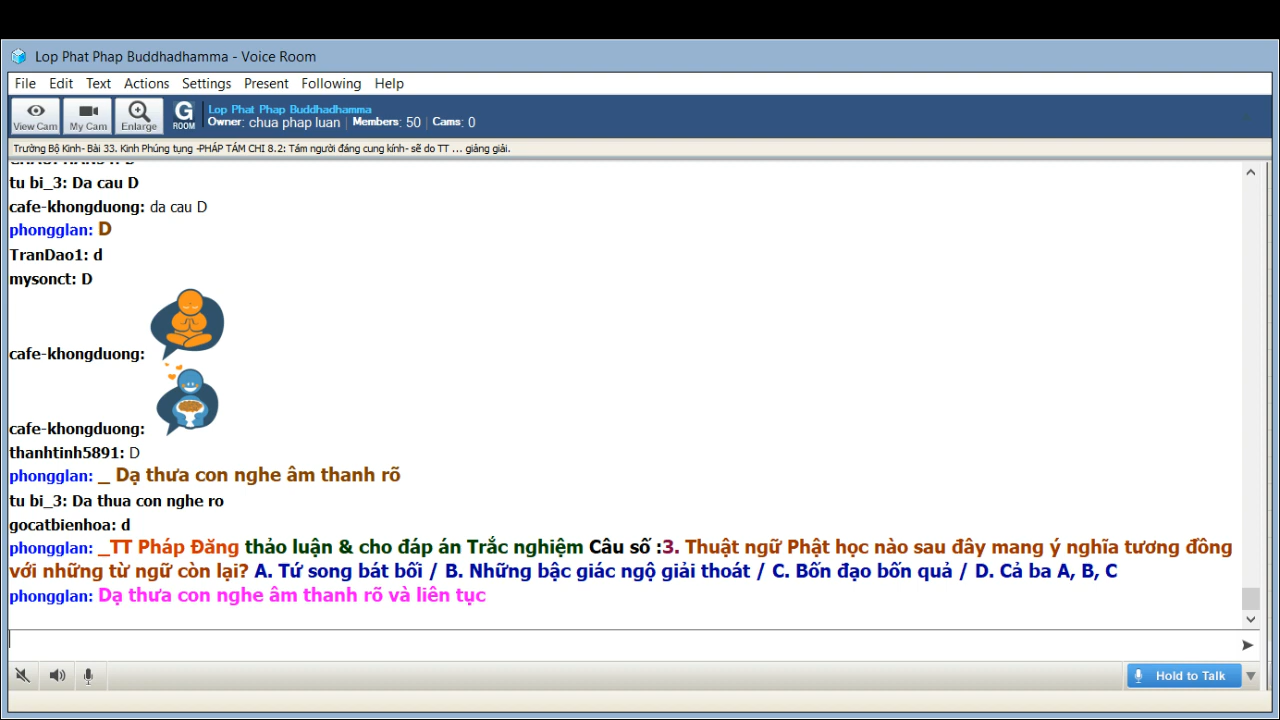 Lop Phat Phap Buddhadhamma - Voice Room
File Edit Text Actions Settings Present Following Help
View Cam My Cam Enlarge G ROOM Lop Phat Phap Buddhadhamma
Owner: chua phap luan | Members: 50 | Cams: 0
Trường Bộ Kinh- Bài 33. Kinh Phúng tụng -PHÁP TÁM CHI 8.2: Tám người đáng cung kính- sẽ do TT ... giảng giải.
tu bi_3: Da cau D
cafe-khongduong: da cau D
phongglan: D
TranDao1: d
mysonct: D
cafe-khongduong:
cafe-khongduong:
thanhtinh5891: D
phongglan: _ Dạ thưa con nghe âm thanh rõ
tu bi_3: Da thua con nghe ro
gocatbienhoa: d
phongglan: _TT Pháp Đăng thảo luận & cho đáp án Trắc nghiệm Câu số :3. Thuật ngữ Phật học nào sau đây mang ý nghĩa tương đồng
với những từ ngữ còn lại? A. Tứ song bát bối / B. Những bậc giác ngộ giải thoát / C. Bốn đạo bốn quả / D. Cả ba A, B, C
phongglan: Dạ thưa con nghe âm thanh rõ và liên tục
Hold to Talk